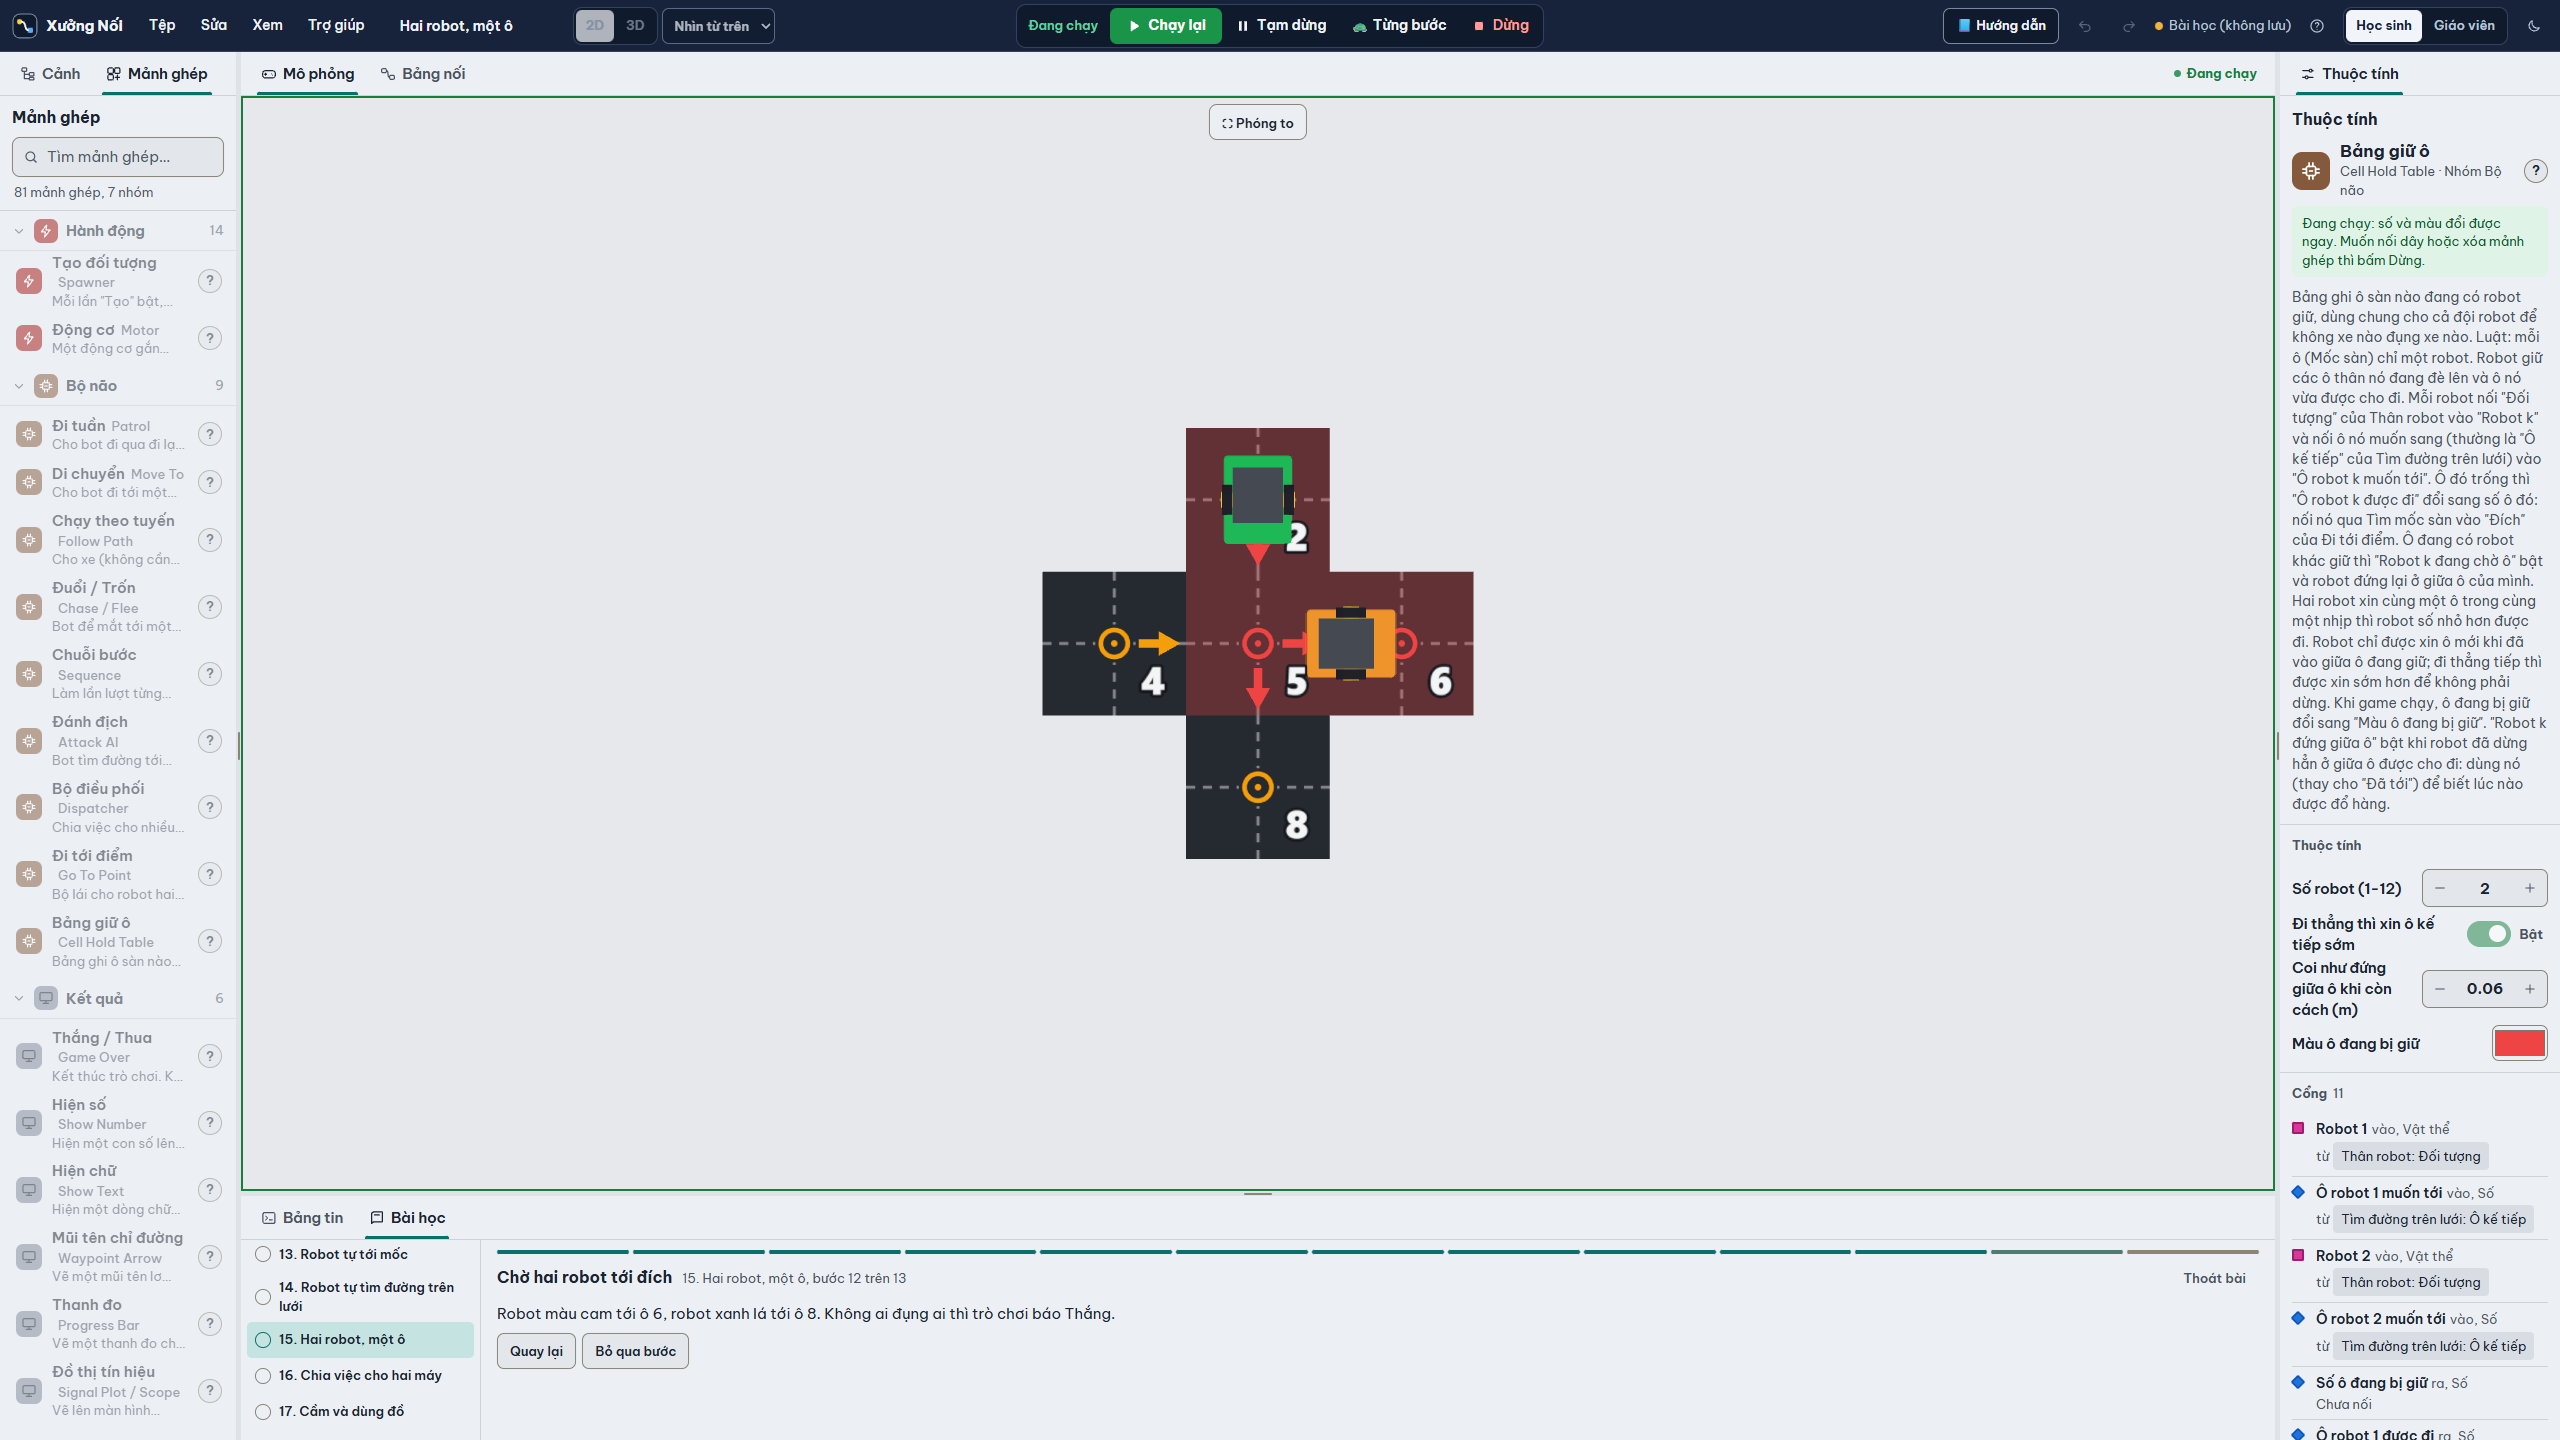 Xưởng Nối
Tệp
Sửa
Xem
Trợ giúp
Hai robot, một ô
2D
3D
Nhìn từ trên
Đang chạy
Chạy lại
Tạm dừng
Từng bước
Dừng
Hướng dẫn
Bài học (không lưu)
Học sinh
Giáo viên
Cảnh
Mảnh ghép
Mảnh ghép
Tìm mảnh ghép...
81 mảnh ghép, 7 nhóm
Hành động 14
Tạo đối tượng
Spawner
Mỗi lần "Tạo" bật,...
?
Động cơ Motor
Một động cơ gắn...
?
Bộ não 9
Đi tuần Patrol
Cho bot đi qua đi lạ...
?
Di chuyển Move To
Cho bot đi tới một...
?
Chạy theo tuyến
Follow Path
Cho xe (không cần...
?
Đuổi / Trốn
Chase / Flee
Bot để mắt tới một...
?
Chuỗi bước
Sequence
Làm lần lượt từng...
?
Đánh địch
Attack AI
Bot tìm đường tới...
?
Bộ điều phối
Dispatcher
Chia việc cho nhiều...
?
Đi tới điểm
Go To Point
Bộ lái cho robot hai...
?
Bảng giữ ô
Cell Hold Table
Bảng ghi ô sàn nào...
?
Kết quả 6
Thắng / Thua
Game Over
Kết thúc trò chơi. K...
?
Hiện số
Show Number
Hiện một con số lên...
?
Hiện chữ
Show Text
Hiện một dòng chữ...
?
Mũi tên chỉ đường
Waypoint Arrow
Vẽ một mũi tên lơ...
?
Thanh đo
Progress Bar
Vẽ một thanh đo ch...
?
Đồ thị tín hiệu
Signal Plot / Scope
Vẽ lên màn hình...
?
Mô phỏng
Bảng nối
Đang chạy
Phóng to
2
4
5
6
8
Bảng tin
Bài học
13. Robot tự tới mốc
14. Robot tự tìm đường trên
lưới
15. Hai robot, một ô
16. Chia việc cho hai máy
17. Cầm và dùng đồ
Chờ hai robot tới đích 15. Hai robot, một ô, bước 12 trên 13
Thoát bài
Robot màu cam tới ô 6, robot xanh lá tới ô 8. Không ai đụng ai thì trò chơi báo Thắng.
Quay lại
Bỏ qua bước
Thuộc tính
Thuộc tính
Bảng giữ ô
Cell Hold Table · Nhóm Bộ
não
?
Đang chạy: số và màu đổi được
ngay. Muốn nối dây hoặc xóa mảnh
ghép thì bấm Dừng.
Bảng ghi ô sàn nào đang có robot
giữ, dùng chung cho cả đội robot để
không xe nào đụng xe nào. Luật: mỗi
ô (Mốc sàn) chỉ một robot. Robot giữ
các ô thân nó đang đè lên và ô nó
vừa được cho đi. Mỗi robot nối "Đối
tượng" của Thân robot vào "Robot k"
và nối ô nó muốn sang (thường là "Ô
kế tiếp" của Tìm đường trên lưới) vào
"Ô robot k muốn tới". Ô đó trống thì
"Ô robot k được đi" đổi sang số ô đó:
nối nó qua Tìm mốc sàn vào "Đích"
của Đi tới điểm. Ô đang có robot
khác giữ thì "Robot k đang chờ ô" bật
và robot đứng lại ở giữa ô của mình.
Hai robot xin cùng một ô trong cùng
một nhịp thì robot số nhỏ hơn được
đi. Robot chỉ được xin ô mới khi đã
vào giữa ô đang giữ; đi thẳng tiếp thì
được xin sớm hơn để không phải
dừng. Khi game chạy, ô đang bị giữ
đổi sang "Màu ô đang bị giữ". "Robot k
đứng giữa ô" bật khi robot đã dừng
hẳn ở giữa ô được cho đi: dùng nó
(thay cho "Đã tới") để biết lúc nào
được đổ hàng.
Thuộc tính
Số robot (1-12)
− 2 +
Đi thẳng thì xin ô kế
tiếp sớm
Bật
Coi như đứng
giữa ô khi còn
cách (m)
− 0.06 +
Màu ô đang bị giữ
Cổng 11
Robot 1 vào, Vật thể
từ Thân robot: Đối tượng
Ô robot 1 muốn tới vào, Số
từ Tìm đường trên lưới: Ô kế tiếp
Robot 2 vào, Vật thể
từ Thân robot: Đối tượng
Ô robot 2 muốn tới vào, Số
từ Tìm đường trên lưới: Ô kế tiếp
Số ô đang bị giữ ra, Số
Chưa nối
Ô robot 1 được đi ra, Số